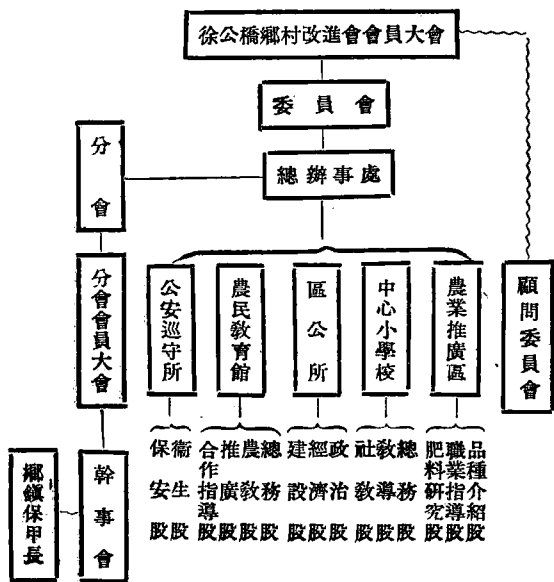 徐公橋鄉村改進會會員大會
委員會
總辦事處
分會
農業推廣區
中心小學校
區公所
農民教育館
公安巡守所
顧問委員會
分會會員大會
品種介紹股
職業指導股
肥料研究股
總務股
教導股
社教股
政治股
經濟股
建設股
總務股
農教股
推廣股
合作指導股
衞生股
保安股
幹事會
鄉鎮保甲長